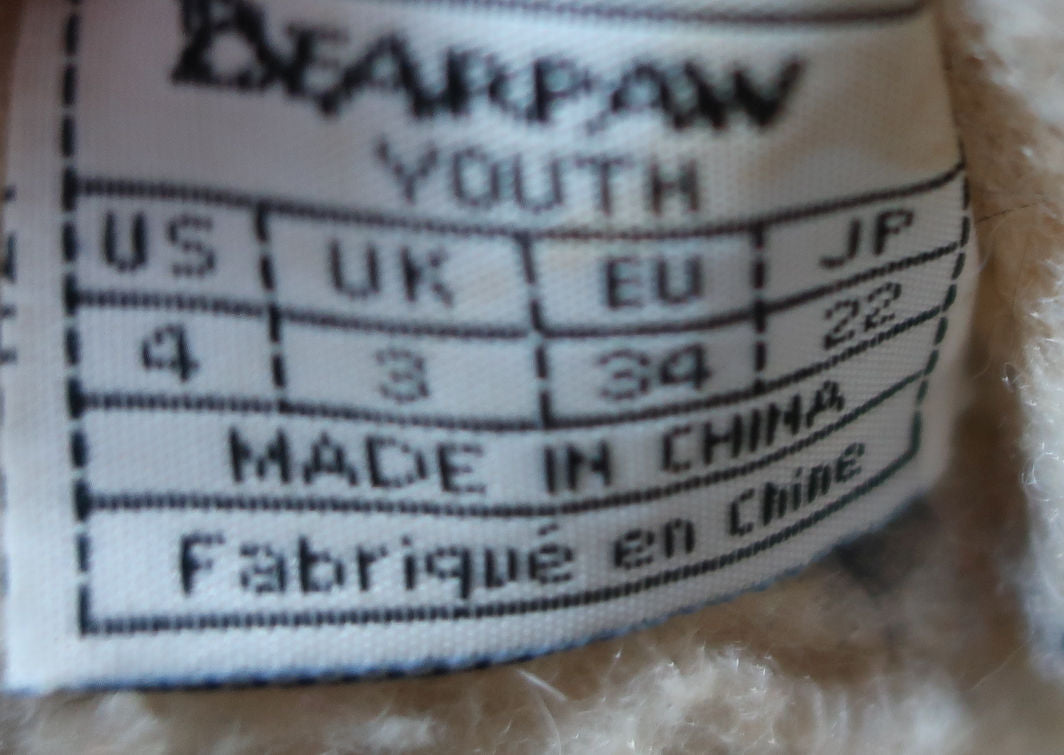 BEARPAW
YOUTH
US UK EU JP
4 3 34 22
MADE IN CHINA
Fabriqué en Chine